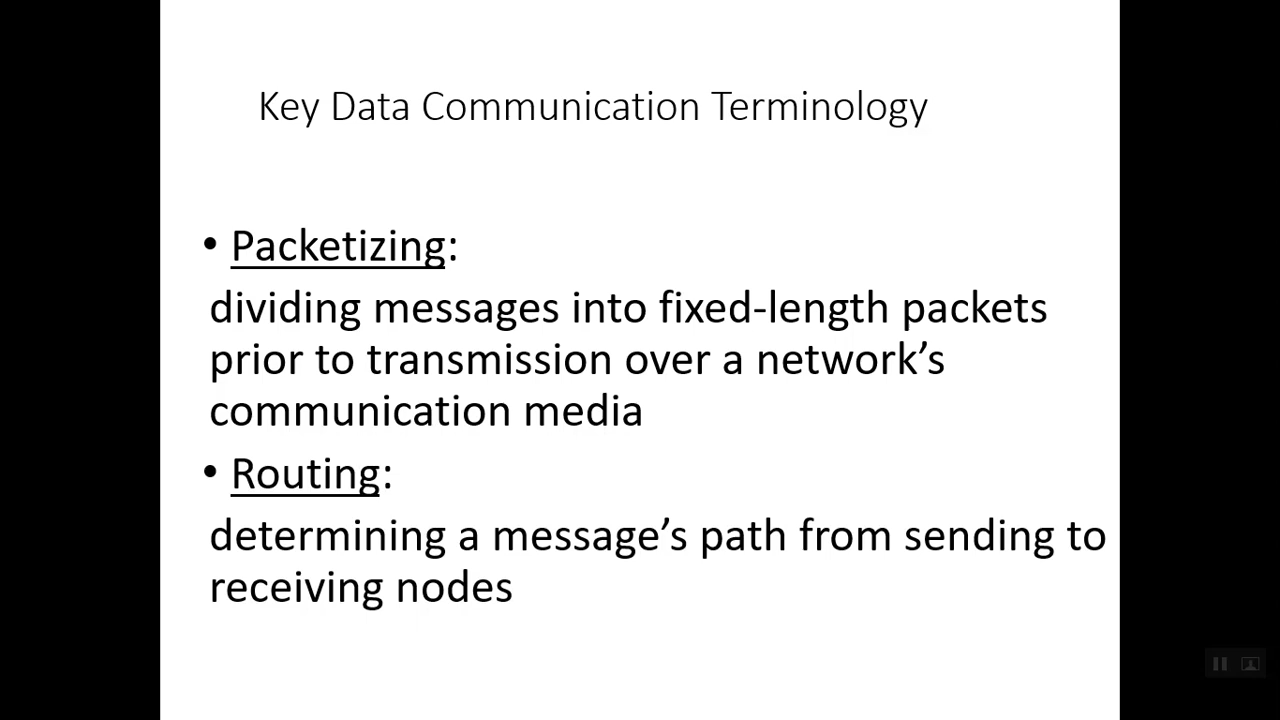 Key Data Communication Terminology
• Packetizing:
dividing messages into fixed-length packets
prior to transmission over a network’s
communication media
• Routing:
determining a message’s path from sending to
receiving nodes